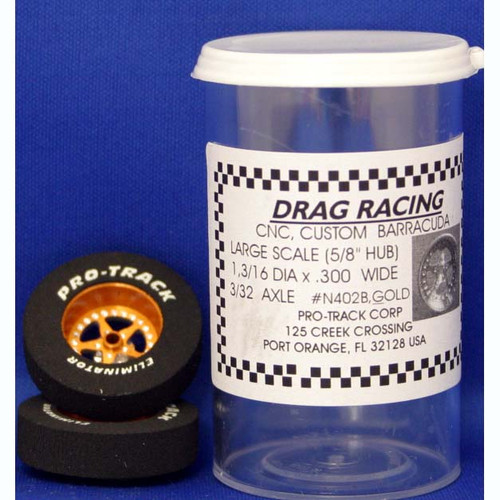 PRO-TRACK
ELIMINATOR
DRAG RACING
CNC, CUSTOM BARRACUDA
LARGE SCALE (5/8" HUB)
1,3/16 DIA x .300 WIDE
3/32 AXLE #N402B,GOLD
PRO-TRACK CORP
125 CREEK CROSSING
PORT ORANGE, FL 32128 USA